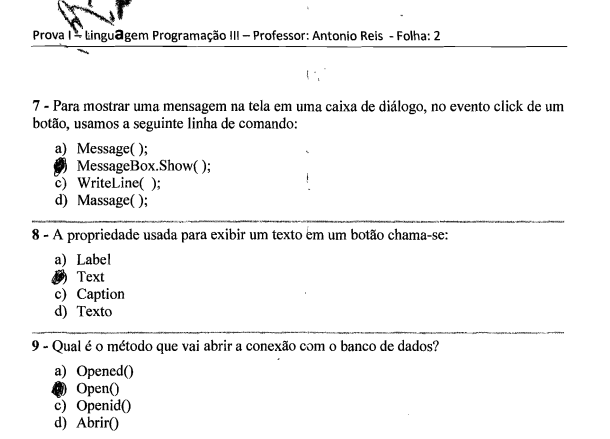 Prova I – Linguagem Programação III – Professor: Antonio Reis - Folha: 2
7 - Para mostrar uma mensagem na tela em uma caixa de diálogo, no evento click de um
botão, usamos a seguinte linha de comando:
a) Message( );
) MessageBox.Show( );
c) WriteLine( );
d) Massage( );
8 - A propriedade usada para exibir um texto em um botão chama-se:
a) Label
) Text
c) Caption
d) Texto
9 - Qual é o método que vai abrir a conexão com o banco de dados?
a) Opened()
) Open()
c) Openid()
d) Abrir()